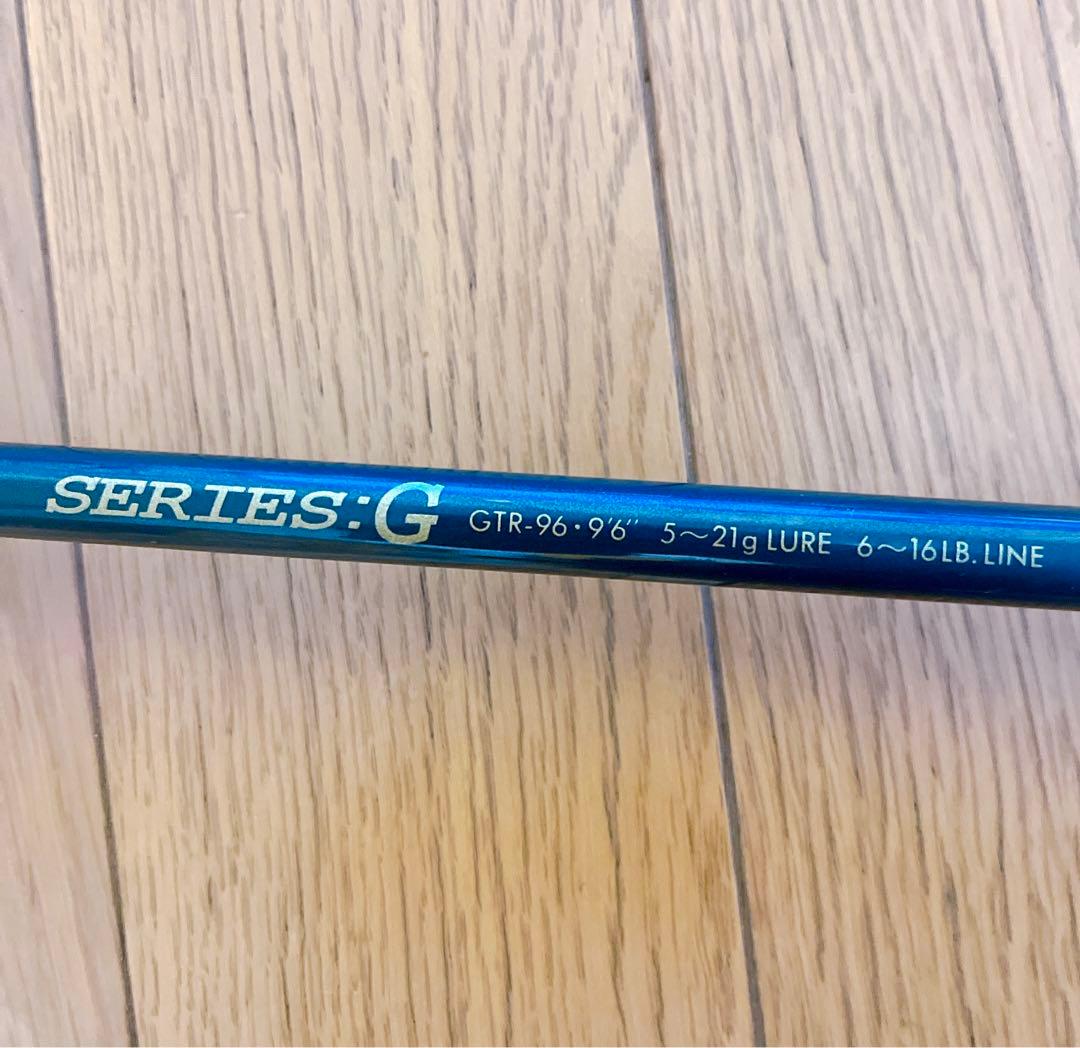 SERIES:G GTR-96・9'6" 5〜21g LURE 6〜16LB. LINE